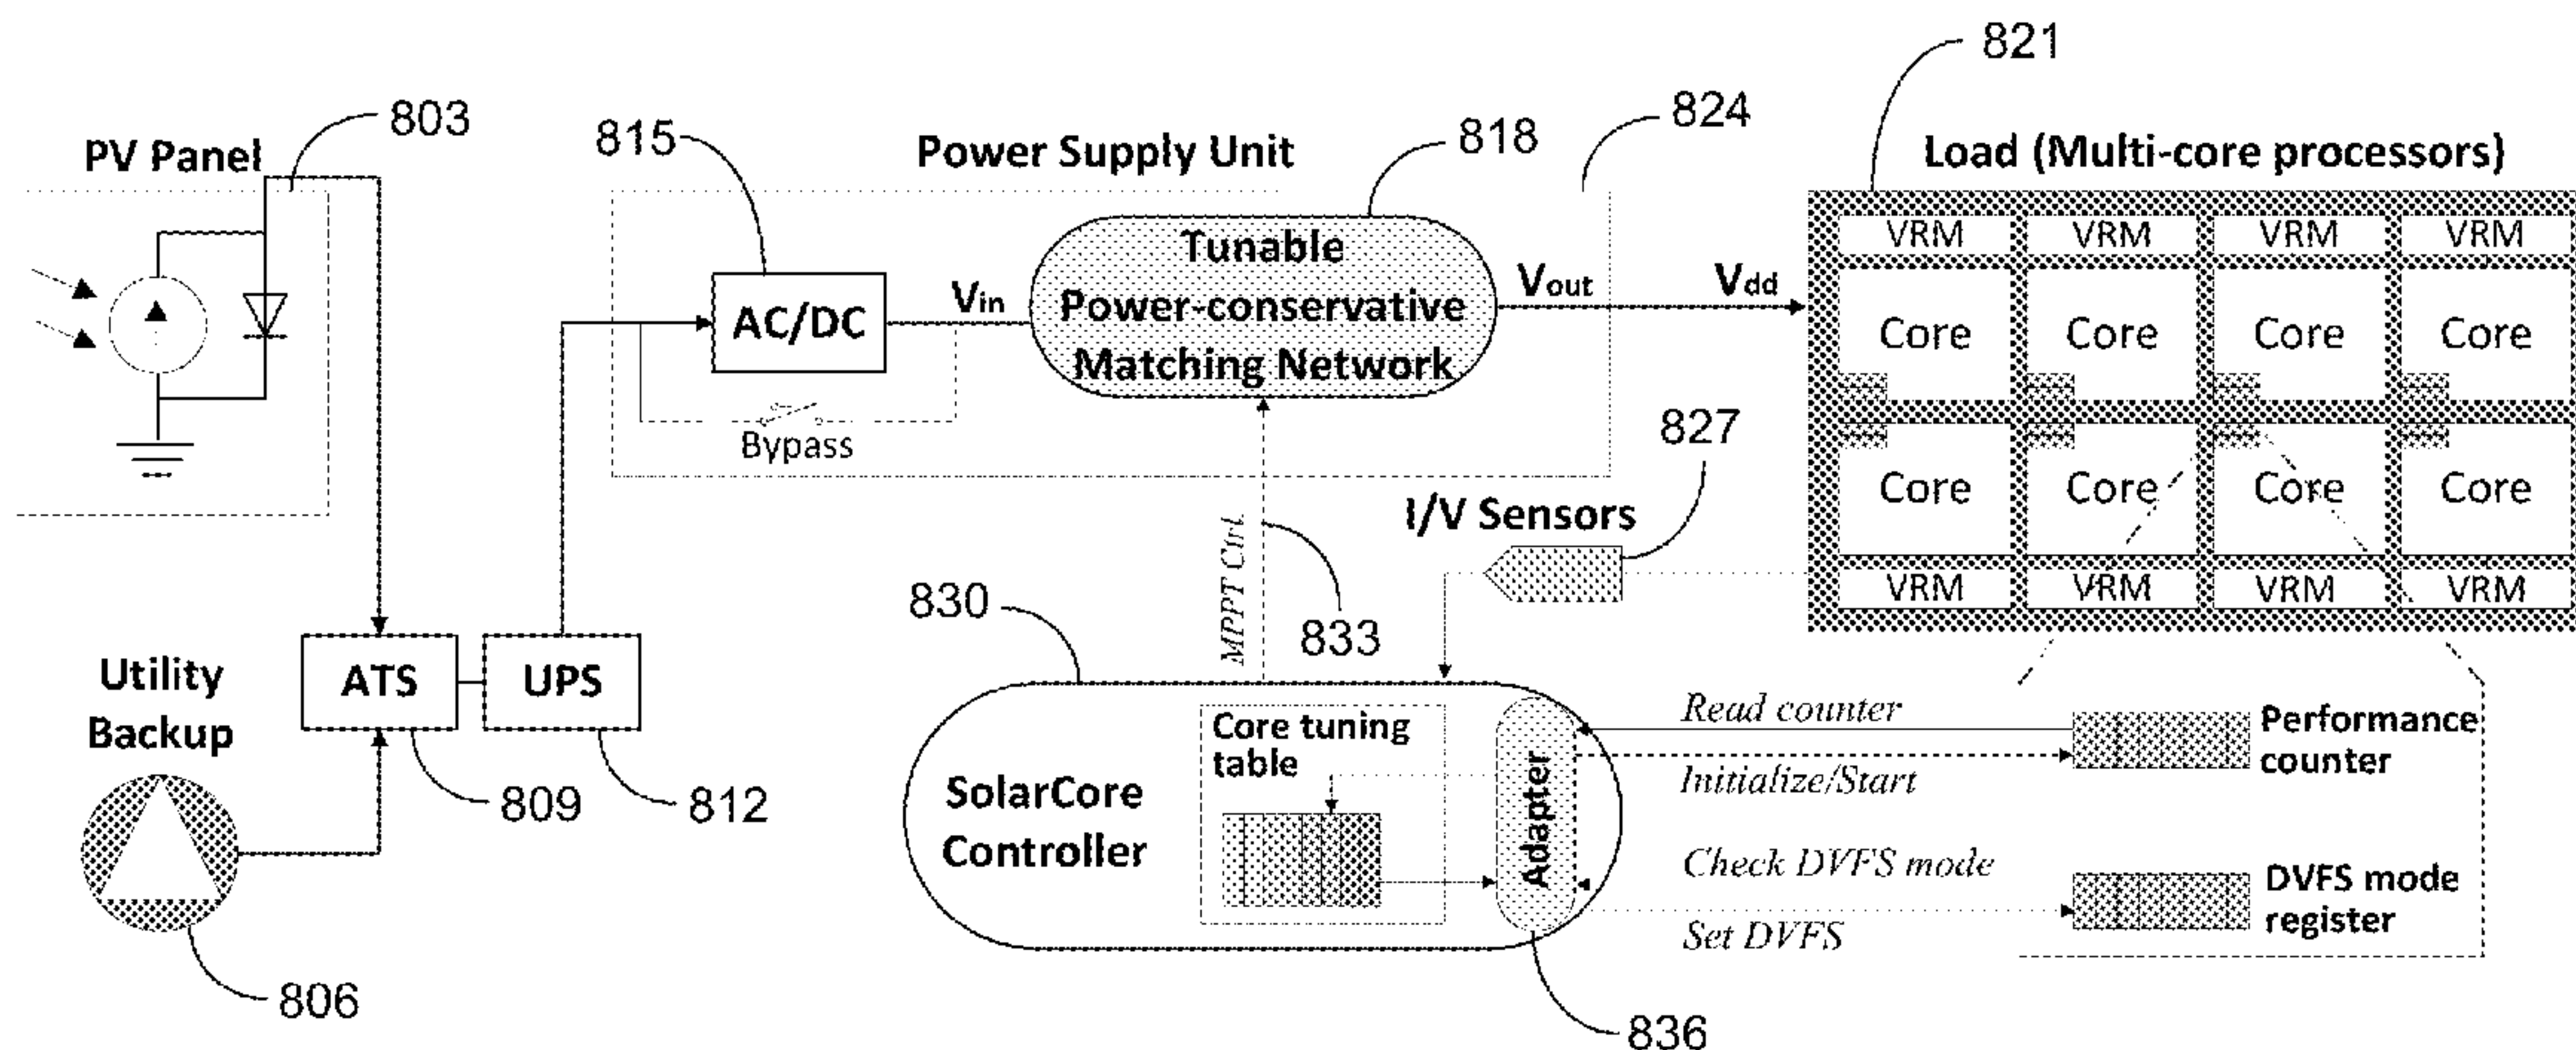 821
803
815
Power Supply Unit
818
824
PV Panel
Load (Multi-core processors)
VRM VRM VRM VRM
Tunable
Power-conservative
Matching Network
AC/DC
Vin
Vout
Vdd
Core Core Core Core
Bypass
827
I/V Sensors
Core Core Core Core
VRM VRM VRM VRM
MPPT Ctrl.
833
830
Utility
Backup
ATS
UPS
809
812
806
SolarCore
Controller
Core tuning
table
Adapter
836
Read counter
Initialize/Start
Check DVFS mode
Set DVFS
Performance
counter
DVFS mode
register